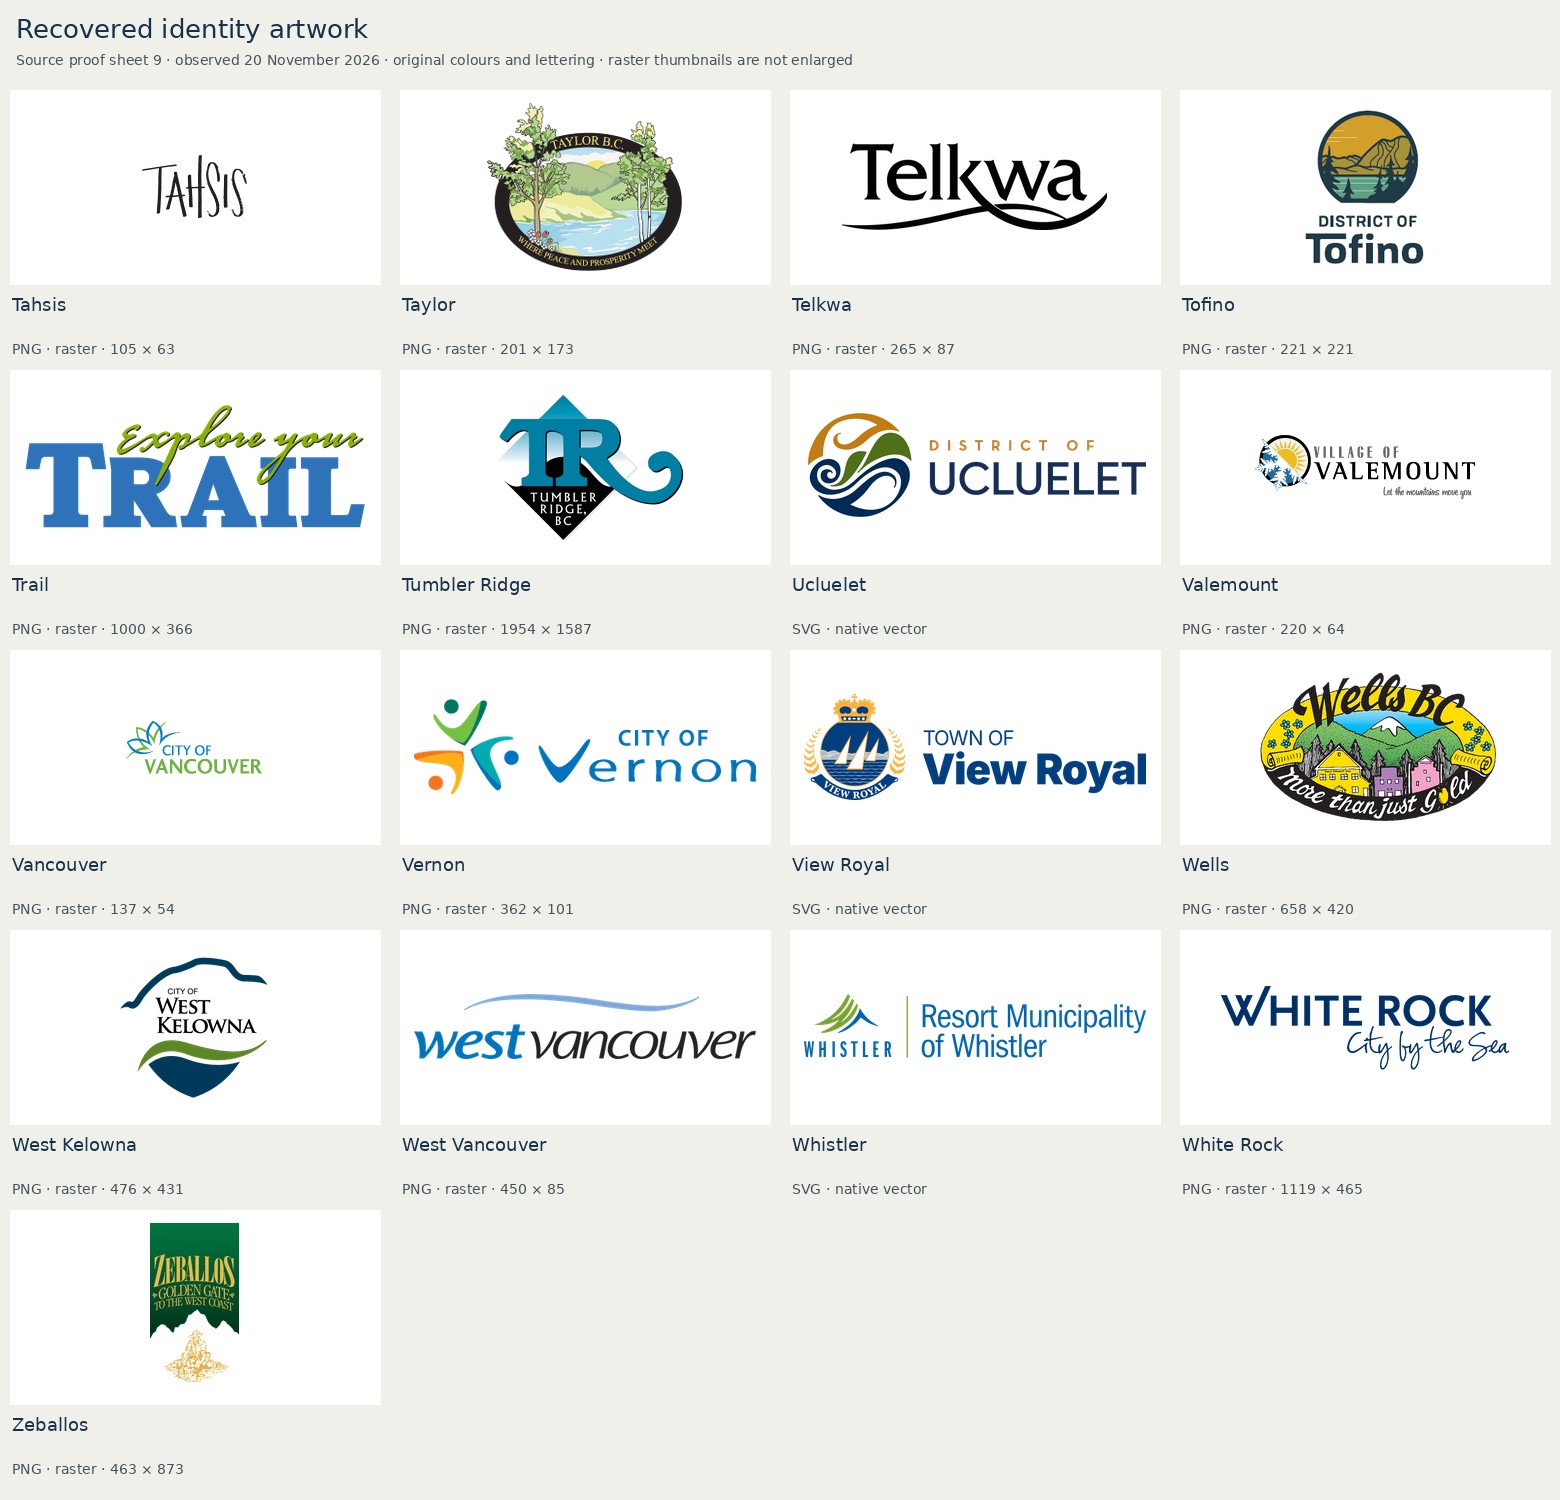 Recovered identity artwork
Source proof sheet 9 · observed 20 November 2026 · original colours and lettering · raster thumbnails are not enlarged
TAHSIS
Tahsis
PNG · raster · 105 × 63
TAYLOR B.C.
WHERE PEACE AND PROSPERITY MEET
Taylor
PNG · raster · 201 × 173
Telkwa
Telkwa
PNG · raster · 265 × 87
DISTRICT OF
Tofino
Tofino
PNG · raster · 221 × 221
Explore your
TRAIL
Trail
PNG · raster · 1000 × 366
TR
TUMBLER
RIDGE,
BC
Tumbler Ridge
PNG · raster · 1954 × 1587
DISTRICT OF
UCLUELET
Ucluelet
SVG · native vector
VILLAGE OF
VALEMOUNT
Let the mountains move you
Valemount
PNG · raster · 220 × 64
CITY OF
VANCOUVER
Vancouver
PNG · raster · 137 × 54
CITY OF
Vernon
Vernon
PNG · raster · 362 × 101
VIEW ROYAL
TOWN OF
View Royal
View Royal
SVG · native vector
Wells BC
more than just Gold
Wells
PNG · raster · 658 × 420
CITY OF
WEST
KELOWNA
West Kelowna
PNG · raster · 476 × 431
west vancouver
West Vancouver
PNG · raster · 450 × 85
WHISTLER
Resort Municipality
of Whistler
Whistler
SVG · native vector
WHITE ROCK
City by the Sea
White Rock
PNG · raster · 1119 × 465
ZEBALLOS
GOLDEN GATE
TO THE WEST COAST
Zeballos
PNG · raster · 463 × 873